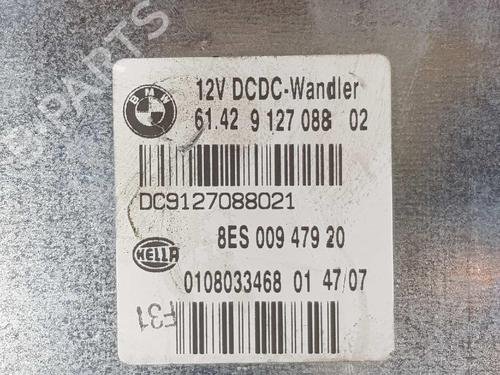 PARTS
BMW
12V DCDC-Wandler
61.42 9 127 088 02
DC9127088021
8ES 009 479 20
HELLA
0108033468 01 47/07
F31